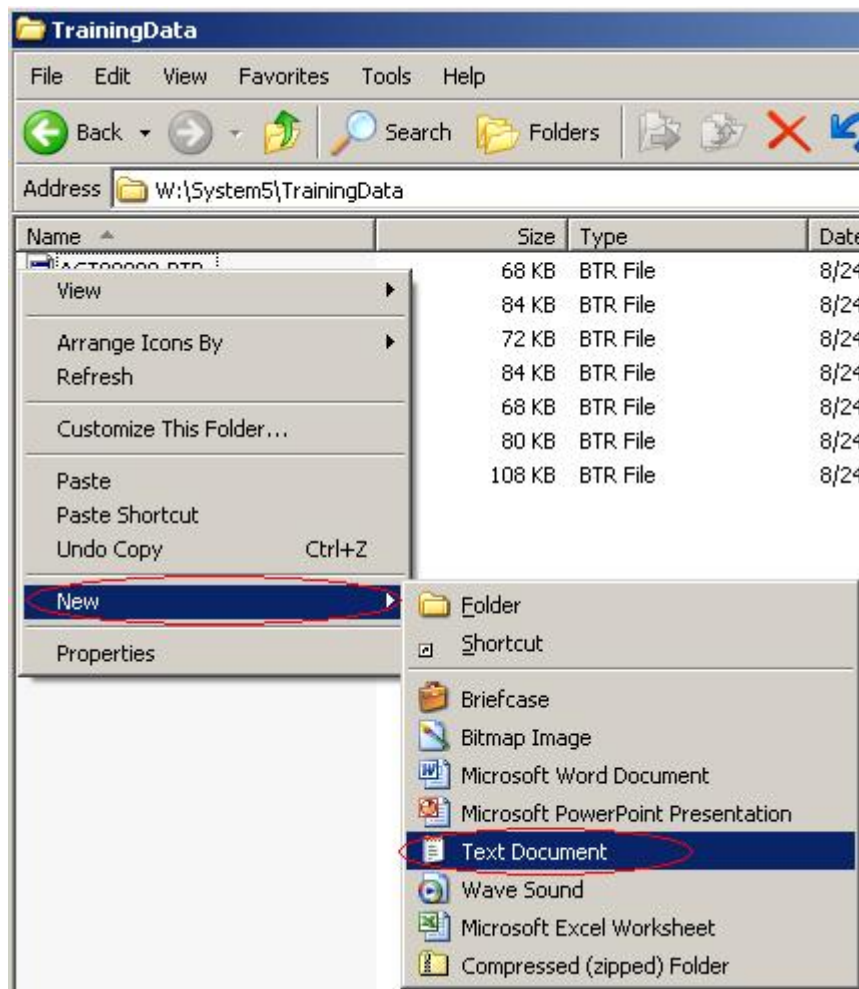 TrainingData
File Edit View Favorites Tools Help
Back Search Folders
Address W:\System5\TrainingData
Name Size Type Date
68 KB BTR File 8/24
84 KB BTR File 8/24
72 KB BTR File 8/24
84 KB BTR File 8/24
68 KB BTR File 8/24
80 KB BTR File 8/24
108 KB BTR File 8/24
View
Arrange Icons By
Refresh
Customize This Folder...
Paste
Paste Shortcut
Undo Copy Ctrl+Z
New
Properties
Folder
Shortcut
Briefcase
Bitmap Image
Microsoft Word Document
Microsoft PowerPoint Presentation
Text Document
Wave Sound
Microsoft Excel Worksheet
Compressed (zipped) Folder